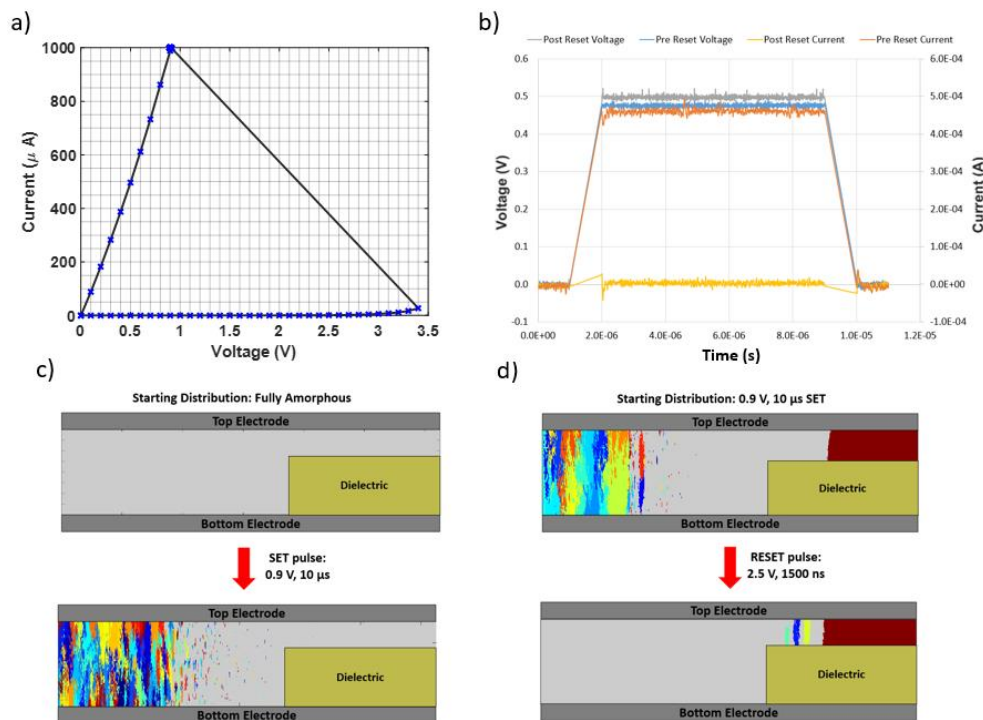 a)
1000
800
600
400
200
0
Current (μ A)
0
0.5
1
1.5
2
2.5
3
3.5
Voltage (V)
b)
Post Reset Voltage
Pre Reset Voltage
Post Reset Current
Pre Reset Current
0.6
0.5
0.4
0.3
0.2
0.1
0.0
-0.1
Voltage (V)
6.0E-04
5.0E-04
4.0E-04
3.0E-04
2.0E-04
1.0E-04
0.0E+00
-1.0E-04
Current (A)
0.0E+00
2.0E-06
4.0E-06
6.0E-06
8.0E-06
1.0E-05
1.2E-05
Time (s)
c)
Starting Distribution: Fully Amorphous
Top Electrode
Dielectric
Bottom Electrode
SET pulse:
0.9 V, 10 μs
Top Electrode
Dielectric
Bottom Electrode
d)
Starting Distribution: 0.9 V, 10 μs SET
Top Electrode
Dielectric
Bottom Electrode
RESET pulse:
2.5 V, 1500 ns
Top Electrode
Dielectric
Bottom Electrode